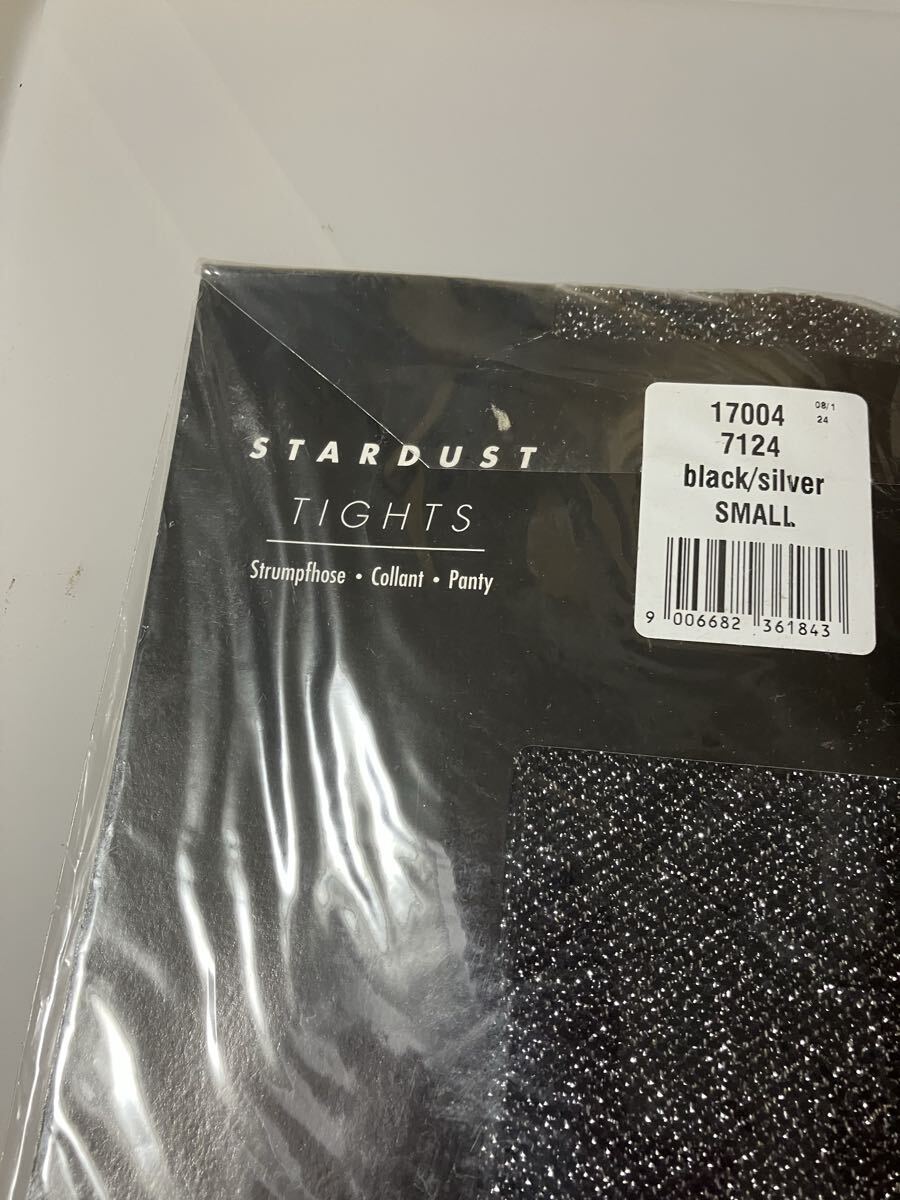 STARDUST
TIGHTS
Strumpfhose • Collant • Panty
17004
08/1
24
7124
black/silver
SMALL
9 006682 361843